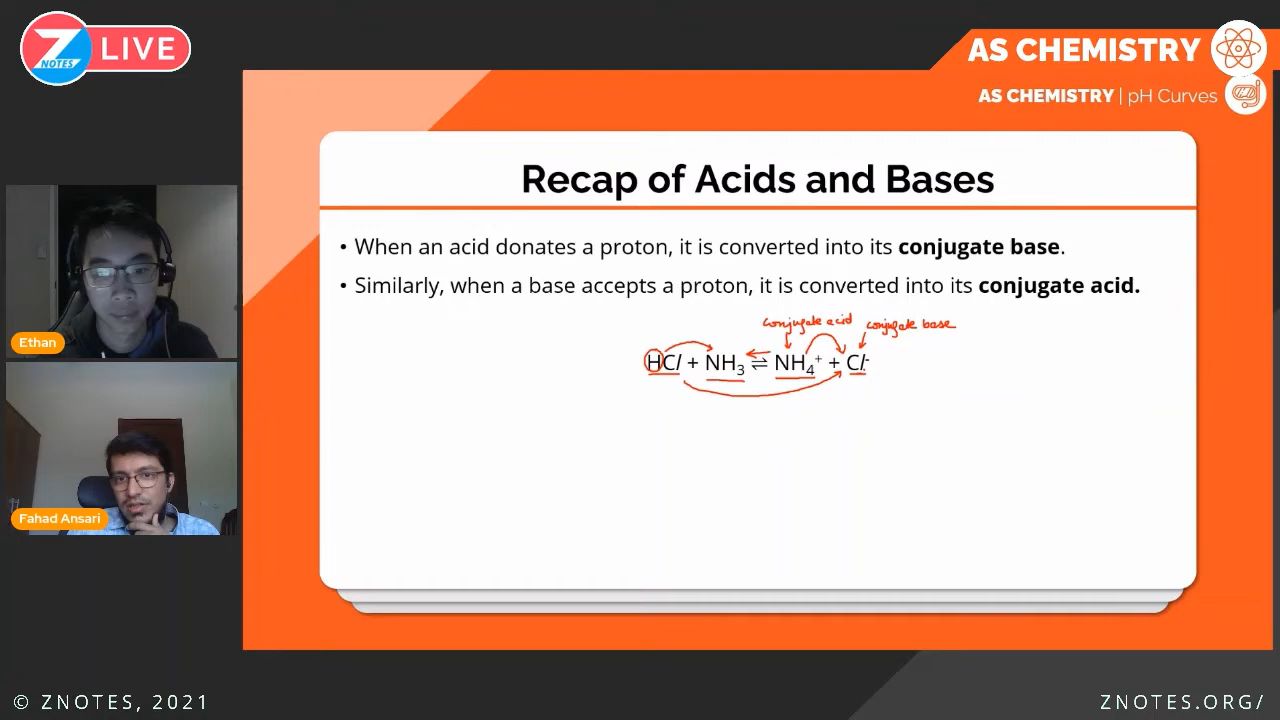 Z NOTES LIVE
AS CHEMISTRY
AS CHEMISTRY | pH Curves
Recap of Acids and Bases
• When an acid donates a proton, it is converted into its conjugate base.
• Similarly, when a base accepts a proton, it is converted into its conjugate acid.
conjugate acid conjugate base
HCl + NH₃ ⇌ NH₄⁺ + Cl⁻
Ethan
Fahad Ansari
© ZNOTES, 2021
ZNOTES.ORG/